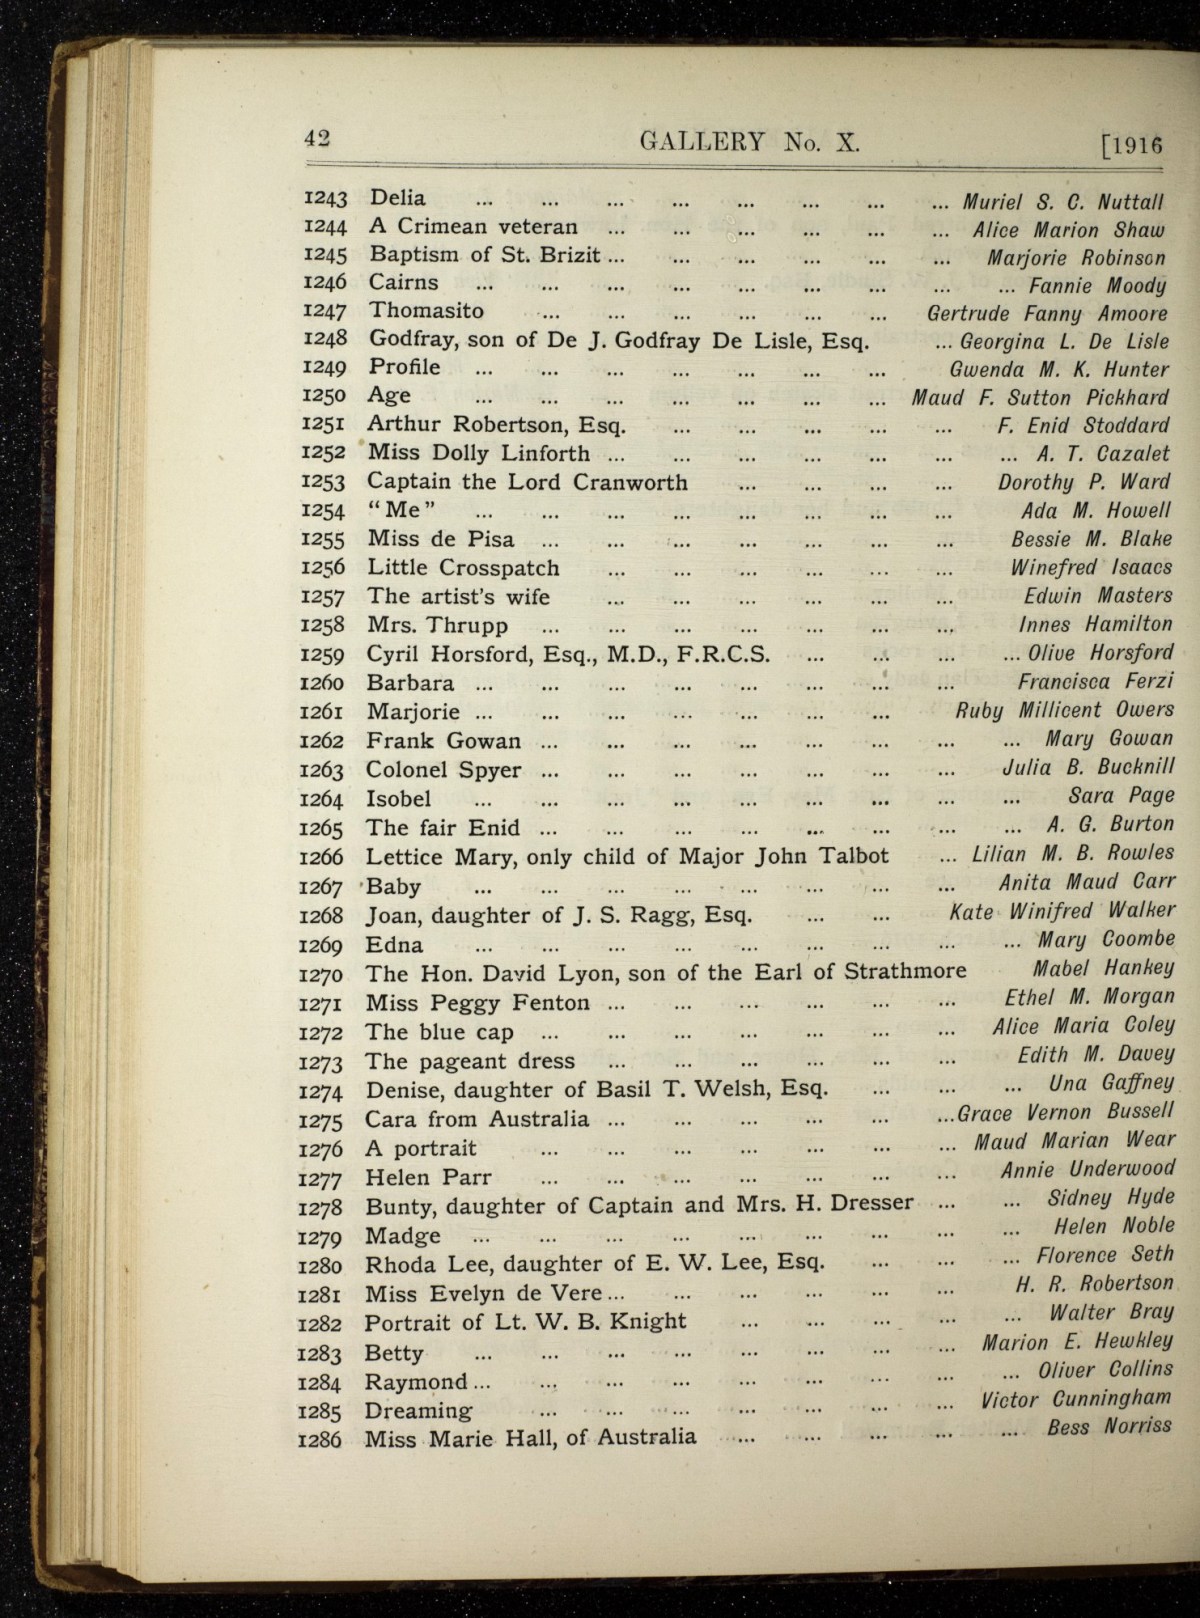 42 GALLERY No. X. [1916
1243 Delia ... ... ... ... ... ... ... ... Muriel S. C. Nuttall
1244 A Crimean veteran ... ... ... ... ... ... Alice Marion Shaw
1245 Baptism of St. Brizit ... ... ... ... ... ... Marjorie Robinson
1246 Cairns ... ... ... ... ... ... ... ... ... Fannie Moody
1247 Thomasito ... ... ... ... ... ... Gertrude Fanny Amoore
1248 Godfray, son of De J. Godfray De Lisle, Esq. ... Georgina L. De Lisle
1249 Profile ... ... ... ... ... ... ... Gwenda M. K. Hunter
1250 Age ... ... ... ... ... ... ... Maud F. Sutton Pickhard
1251 Arthur Robertson, Esq. ... ... ... ... ... F. Enid Stoddard
1252 Miss Dolly Linforth ... ... ... ... ... ... ... A. T. Cazalet
1253 Captain the Lord Cranworth ... ... ... ... Dorothy P. Ward
1254 “Me” ... ... ... ... ... ... ... ... Ada M. Howell
1255 Miss de Pisa ... ... ... ... ... ... ... Bessie M. Blake
1256 Little Crosspatch ... ... ... ... ... ... Winefred Isaacs
1257 The artist's wife ... ... ... ... ... ... Edwin Masters
1258 Mrs. Thrupp ... ... ... ... ... ... ... Innes Hamilton
1259 Cyril Horsford, Esq., M.D., F.R.C.S. ... ... ... ... Olive Horsford
1260 Barbara ... ... ... ... ... ... ... ... Francisca Ferzi
1261 Marjorie ... ... ... ... ... ... ... Ruby Millicent Owers
1262 Frank Gowan ... ... ... ... ... ... ... ... Mary Gowan
1263 Colonel Spyer ... ... ... ... ... ... ... Julia B. Bucknill
1264 Isobel ... ... ... ... ... ... ... ... ... Sara Page
1265 The fair Enid ... ... ... ... ... ... ... ... A. G. Burton
1266 Lettice Mary, only child of Major John Talbot ... Lilian M. B. Rowles
1267 Baby ... ... ... ... ... ... ... ... Anita Maud Carr
1268 Joan, daughter of J. S. Ragg, Esq. ... ... Kate Winifred Walker
1269 Edna ... ... ... ... ... ... ... ... ... Mary Coombe
1270 The Hon. David Lyon, son of the Earl of Strathmore Mabel Hankey
1271 Miss Peggy Fenton ... ... ... ... ... ... Ethel M. Morgan
1272 The blue cap ... ... ... ... ... ... ... Alice Maria Coley
1273 The pageant dress ... ... ... ... ... ... Edith M. Davey
1274 Denise, daughter of Basil T. Welsh, Esq. ... ... ... Una Gaffney
1275 Cara from Australia ... ... ... ... ... ... Grace Vernon Bussell
1276 A portrait ... ... ... ... ... ... ... Maud Marian Wear
1277 Helen Parr ... ... ... ... ... ... ... Annie Underwood
1278 Bunty, daughter of Captain and Mrs. H. Dresser ... ... Sidney Hyde
1279 Madge ... ... ... ... ... ... ... ... ... Helen Noble
1280 Rhoda Lee, daughter of E. W. Lee, Esq. ... ... ... Florence Seth
1281 Miss Evelyn de Vere ... ... ... ... ... ... H. R. Robertson
1282 Portrait of Lt. W. B. Knight ... ... ... ... ... Walter Bray
1283 Betty ... ... ... ... ... ... ... ... Marion E. Hewkley
1284 Raymond ... ... ... ... ... ... ... ... ... Oliver Collins
1285 Dreaming ... ... ... ... ... ... ... Victor Cunningham
1286 Miss Marie Hall, of Australia ... ... ... ... ... Bess Norriss